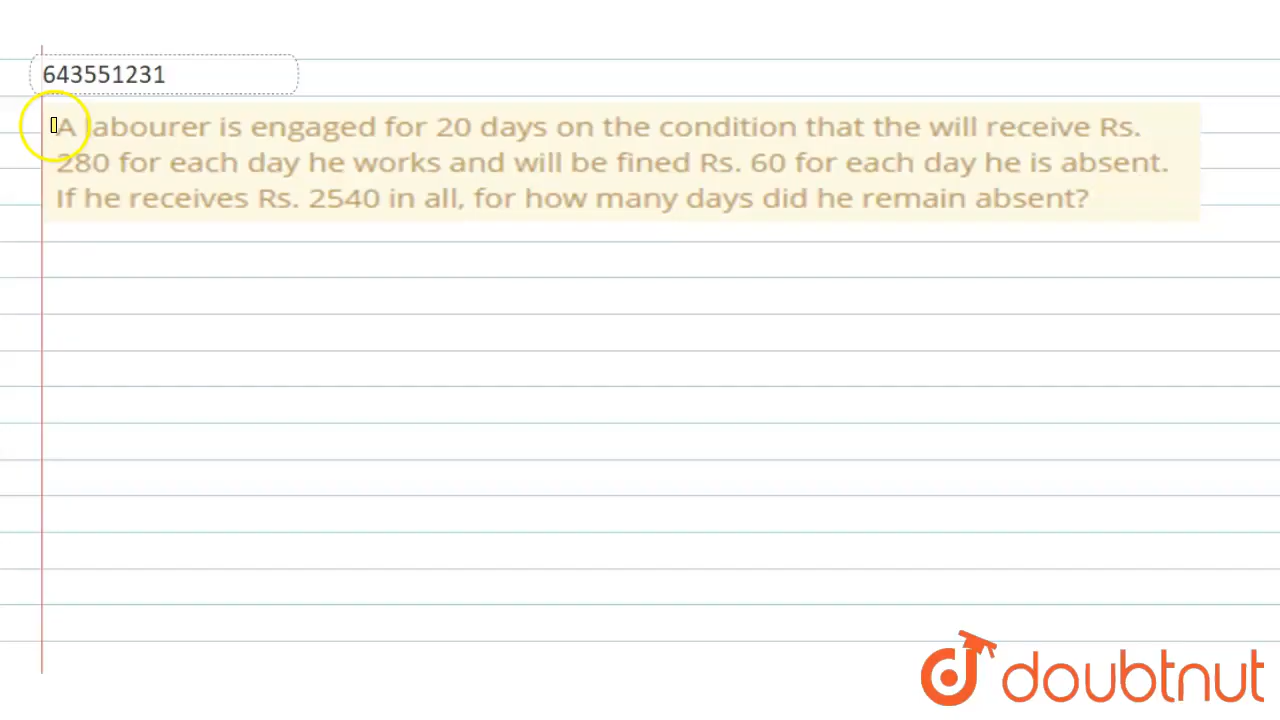 643551231
A labourer is engaged for 20 days on the condition that the will receive Rs.
280 for each day he works and will be fined Rs. 60 for each day he is absent.
If he receives Rs. 2540 in all, for how many days did he remain absent?
doubtnut